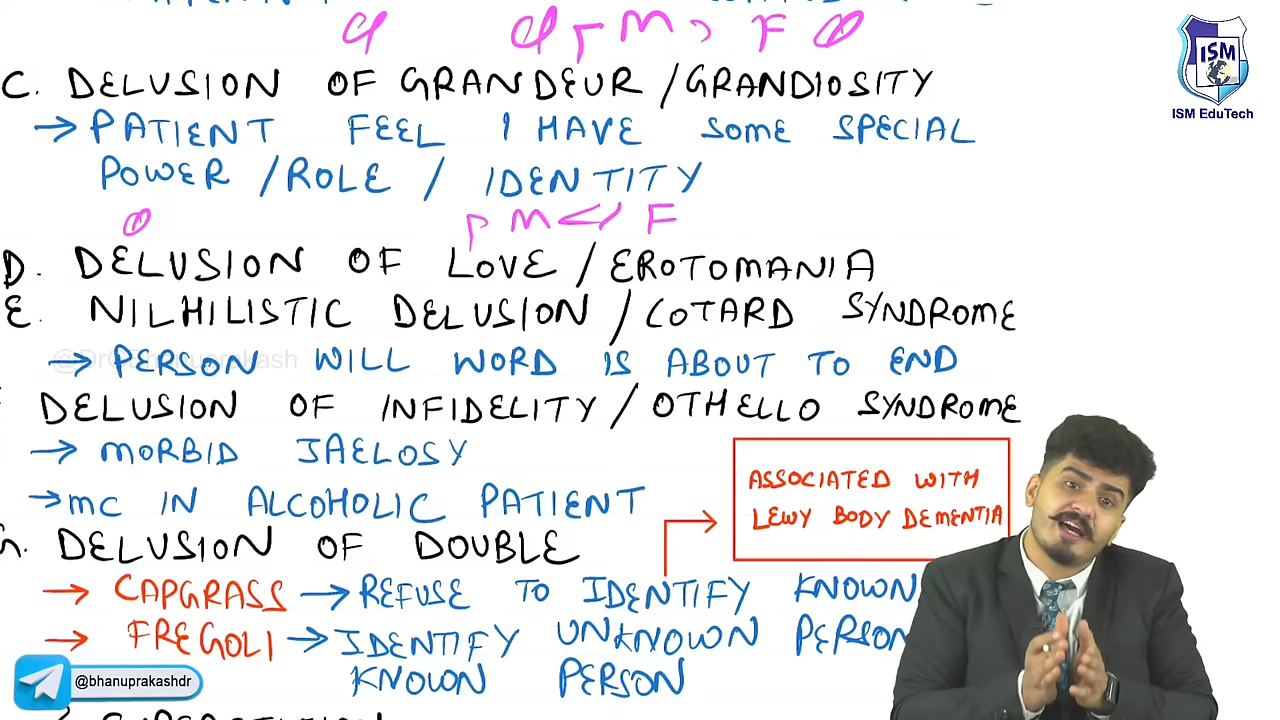 ISM
ISM EduTech
M > F
C. DELUSION OF GRANDEUR / GRANDIOSITY
→ PATIENT FEEL I HAVE SOME SPECIAL
POWER / ROLE / IDENTITY
M < F
D. DELUSION OF LOVE / EROTOMANIA
E. NILHILISTIC DELUSION / COTARD SYNDROME
→ PERSON WILL WORD IS ABOUT TO END
DELUSION OF INFIDELITY / OTHELLO SYNDROME
→ MORBID JAELOSY
→ MC IN ALCOHOLIC PATIENT
ASSOCIATED WITH
LEWY BODY DEMENTIA
G. DELUSION OF DOUBLE
→ CAPGRASS → REFUSE TO IDENTIFY KNOWN
→ FREGOLI → IDENTIFY UNKNOWN PERSON
KNOWN PERSON
@bhanuprakashdr